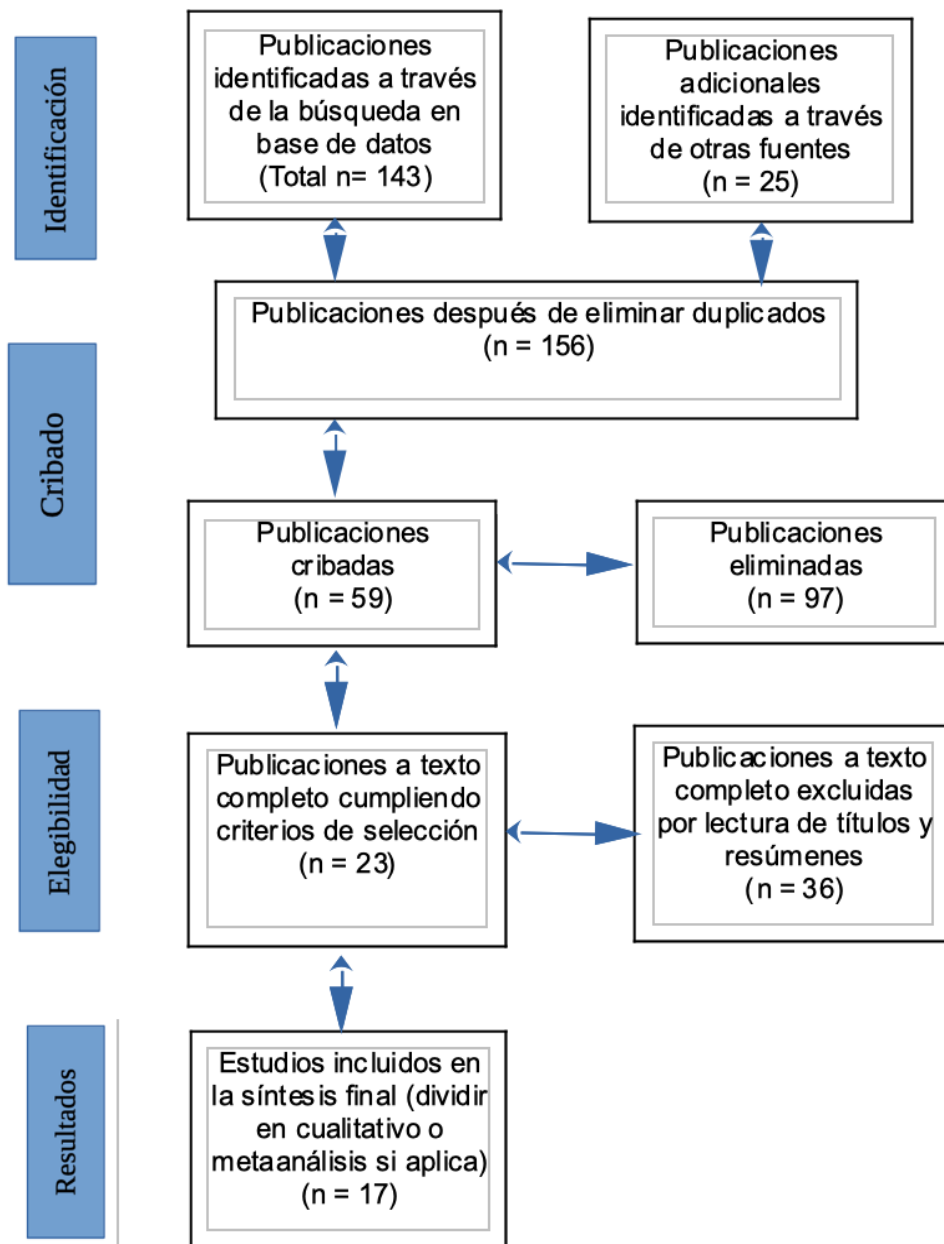 Identificación
Publicaciones
identificadas a través
de la búsqueda en
base de datos
(Total n= 143)
Publicaciones
adicionales
identificadas a través
de otras fuentes
(n = 25)
Publicaciones después de eliminar duplicados
(n = 156)
Cribado
Publicaciones
cribadas
(n = 59)
Publicaciones
eliminadas
(n = 97)
Elegibilidad
Publicaciones a texto
completo cumpliendo
criterios de selección
(n = 23)
Publicaciones a texto
completo excluidas
por lectura de títulos y
resúmenes
(n = 36)
Resultados
Estudios incluidos en
la síntesis final (dividir
en cualitativo o
metaanálisis si aplica)
(n = 17)